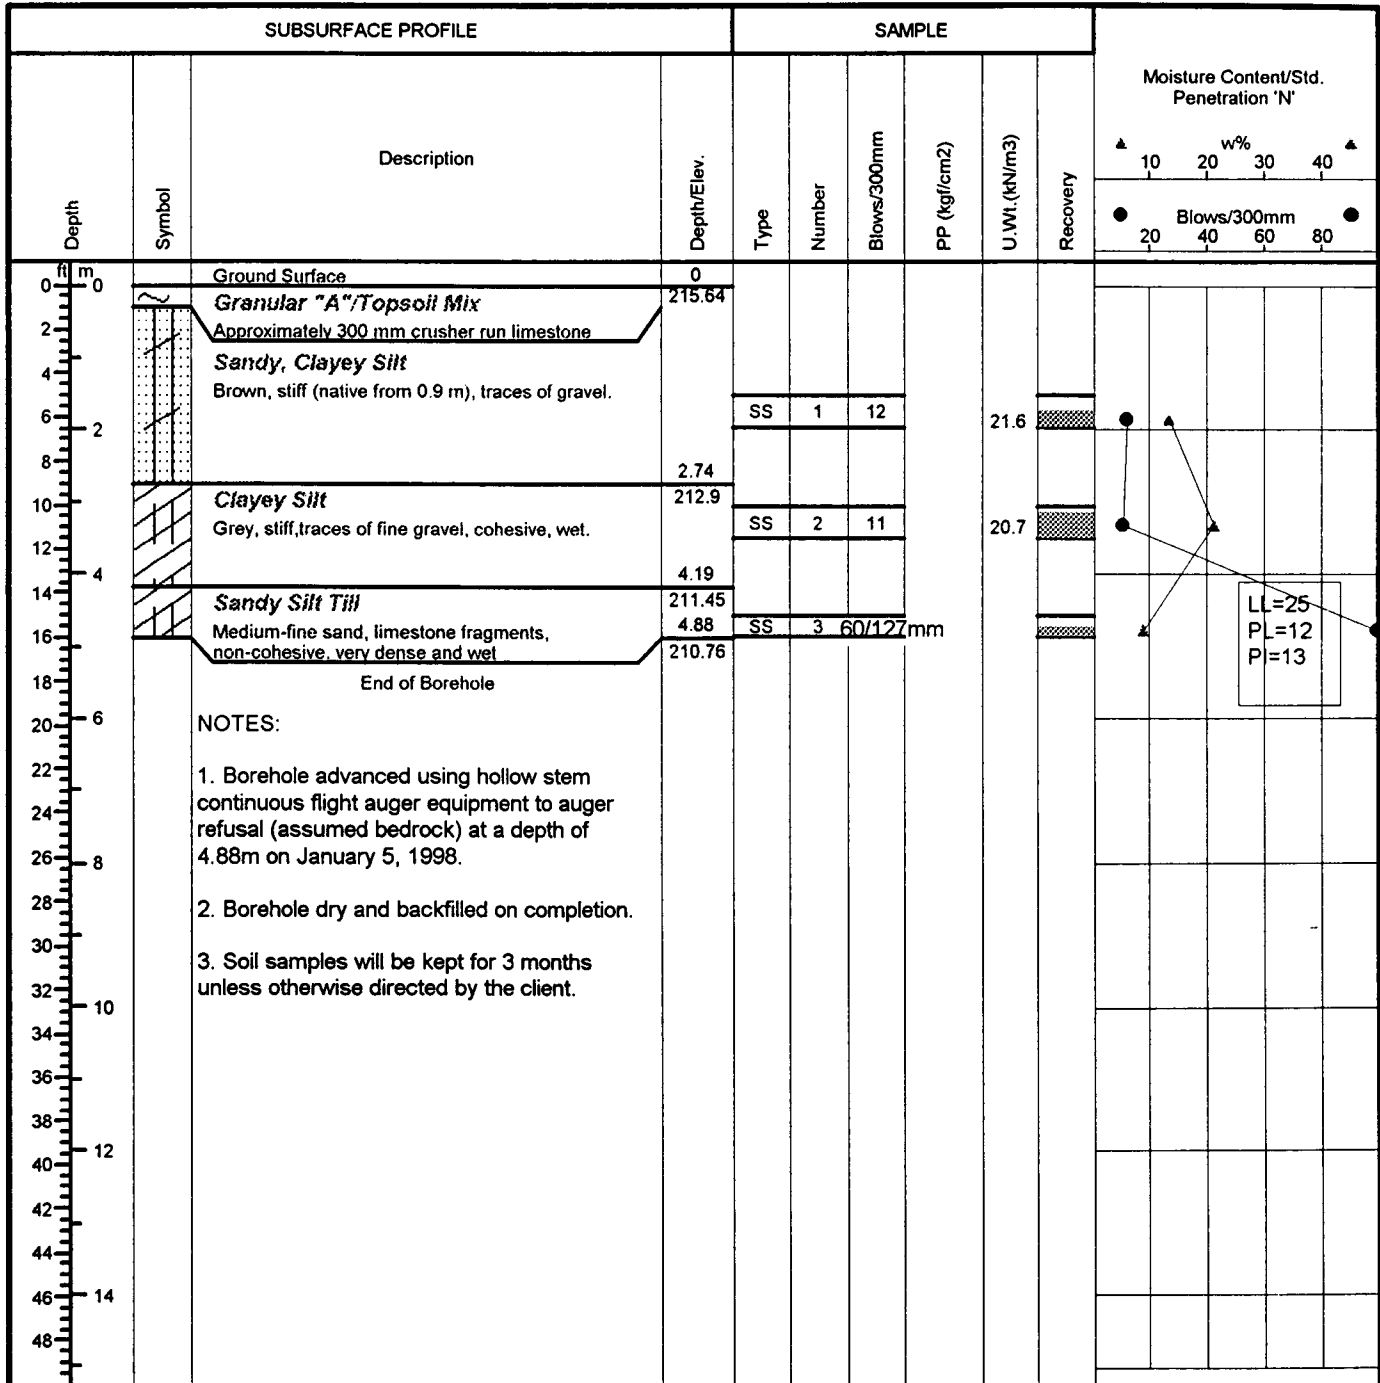 SUBSURFACE PROFILE
SAMPLE
Moisture Content/Std.
Penetration 'N'
w%
10 20 30 40
Blows/300mm
20 40 60 80
Depth
Symbol
Description
Depth/Elev.
Type
Number
Blows/300mm
PP (kgf/cm2)
U.Wt.(kN/m3)
Recovery
ft m
0 0
Ground Surface
0
215.64
Granular "A"/Topsoil Mix
Approximately 300 mm crusher run limestone
2
Sandy, Clayey Silt
4
Brown, stiff (native from 0.9 m), traces of gravel.
SS 1 12
21.6
6
2
8
2.74
212.9
Clayey Silt
10
Grey, stiff,traces of fine gravel, cohesive, wet.
SS 2 11
20.7
12
4
4.19
211.45
14
Sandy Silt Till
Medium-fine sand, limestone fragments,
non-cohesive, very dense and wet
4.88
210.76
SS 3 60/127mm
LL=25
PL=12
PI=13
16
End of Borehole
18
20
6
NOTES:
22
1. Borehole advanced using hollow stem
continuous flight auger equipment to auger
refusal (assumed bedrock) at a depth of
4.88m on January 5, 1998.
24
26
8
28
2. Borehole dry and backfilled on completion.
30
3. Soil samples will be kept for 3 months
unless otherwise directed by the client.
32
10
34
36
38
12
40
42
44
46
14
48